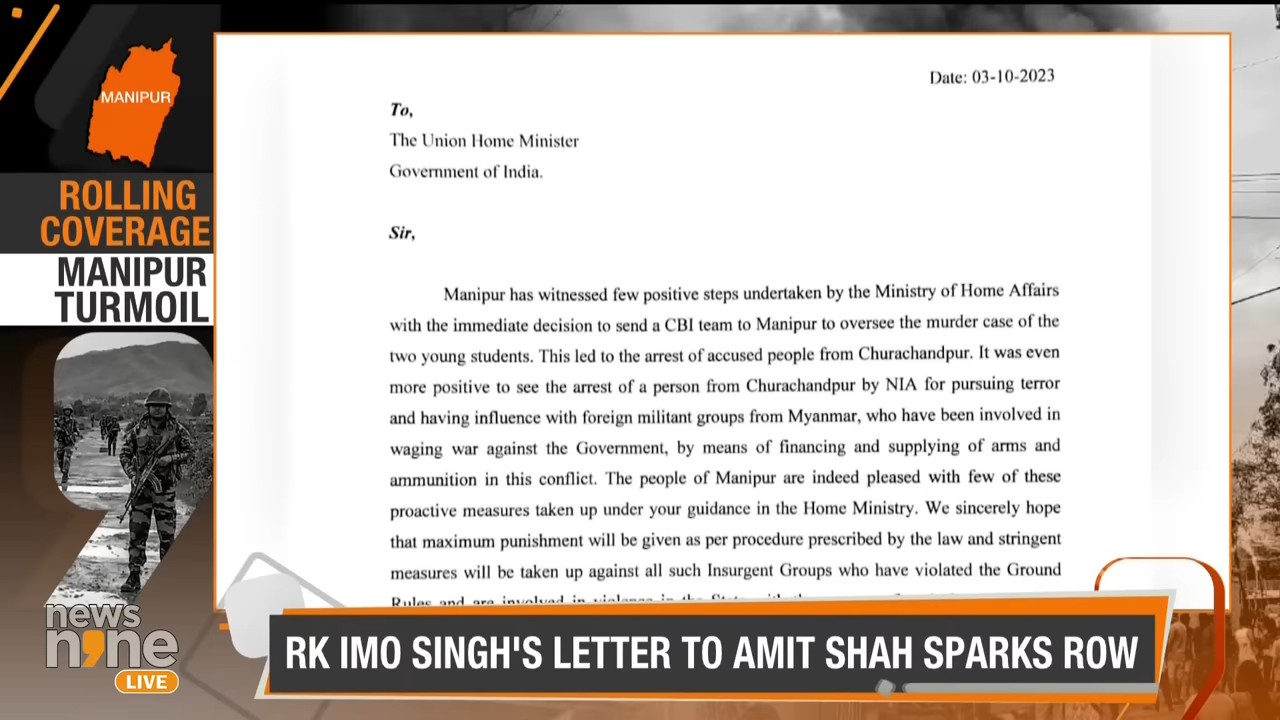 MANIPUR
ROLLING
COVERAGE
MANIPUR
TURMOIL
Date: 03-10-2023
To,
The Union Home Minister
Government of India.
Sir,
Manipur has witnessed few positive steps undertaken by the Ministry of Home Affairs
with the immediate decision to send a CBI team to Manipur to oversee the murder case of the
two young students. This led to the arrest of accused people from Churachandpur. It was even
more positive to see the arrest of a person from Churachandpur by NIA for pursuing terror
and having influence with foreign militant groups from Myanmar, who have been involved in
waging war against the Government, by means of financing and supplying of arms and
ammunition in this conflict. The people of Manipur are indeed pleased with few of these
proactive measures taken up under your guidance in the Home Ministry. We sincerely hope
that maximum punishment will be given as per procedure prescribed by the law and stringent
measures will be taken up against all such Insurgent Groups who have violated the Ground
Rules and are involved in violence in the
news
n9ne
LIVE
RK IMO SINGH'S LETTER TO AMIT SHAH SPARKS ROW